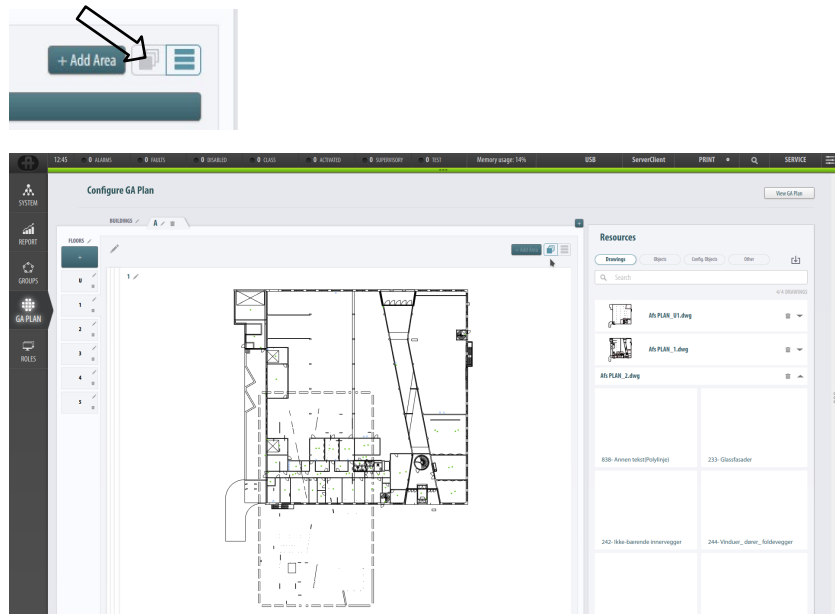 + Add Area
12:45 0 ALARMS 0 FAULTS 0 DISABLED 0 CLASS 0 ACTIVATED 0 SUPERVISORY 0 TEST Memory usage: 14% USB ServerClient PRINT SERVICE
SYSTEM
REPORT
GROUPS
GA PLAN
ROLES
Configure GA Plan
View GA Plan
BUILDINGS A
FLOORS
+
U
1
2
3
4
5
+ Add Area
1
Resources
Drawings Objects Config. Objects Other
Search
4/4 DRAWINGS
Afs PLAN_U1.dwg
Afs PLAN_1.dwg
Afs PLAN_2.dwg
838- Annen tekst(Polylinje) 233- Glassfasader
242- Ikke-bærende innervegger 244- Vinduer_ dører_ foldevegger